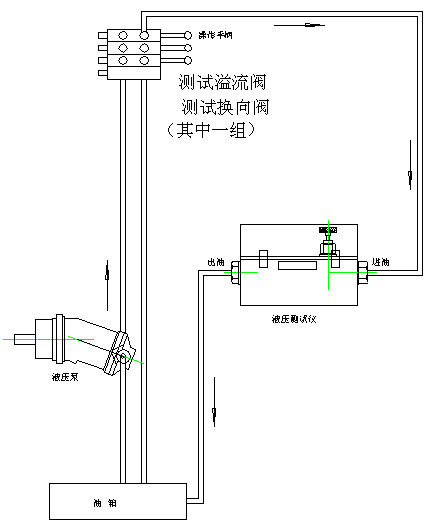 操作手柄
测试溢流阀
测试换向阀
（其中一组）
出油
进油
液压测试仪
液压泵
油箱